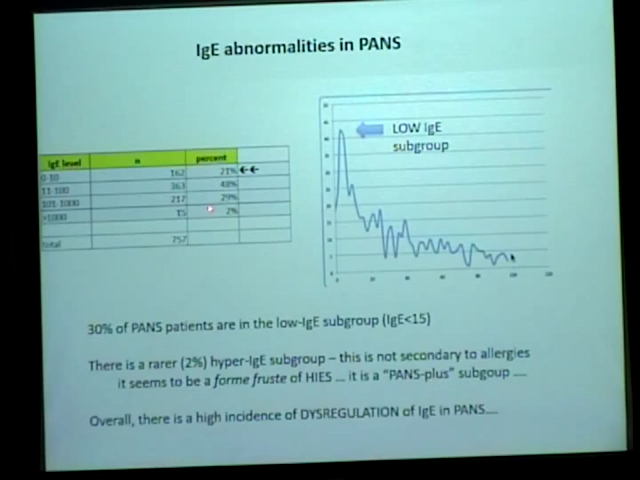 IgE abnormalities in PANS
LOW IgE
subgroup
IgE level n percent
0-10 162 21%
11-100 363 48%
101-1000 217 29%
>1000 15 2%
total 757
30% of PANS patients are in the low-IgE subgroup (IgE<15)
There is a rarer (2%) hyper-IgE subgroup – this is not secondary to allergies
it seems to be a forme fruste of HIES ... it is a "PANS-plus" subgoup ....
Overall, there is a high incidence of DYSREGULATION of IgE in PANS....